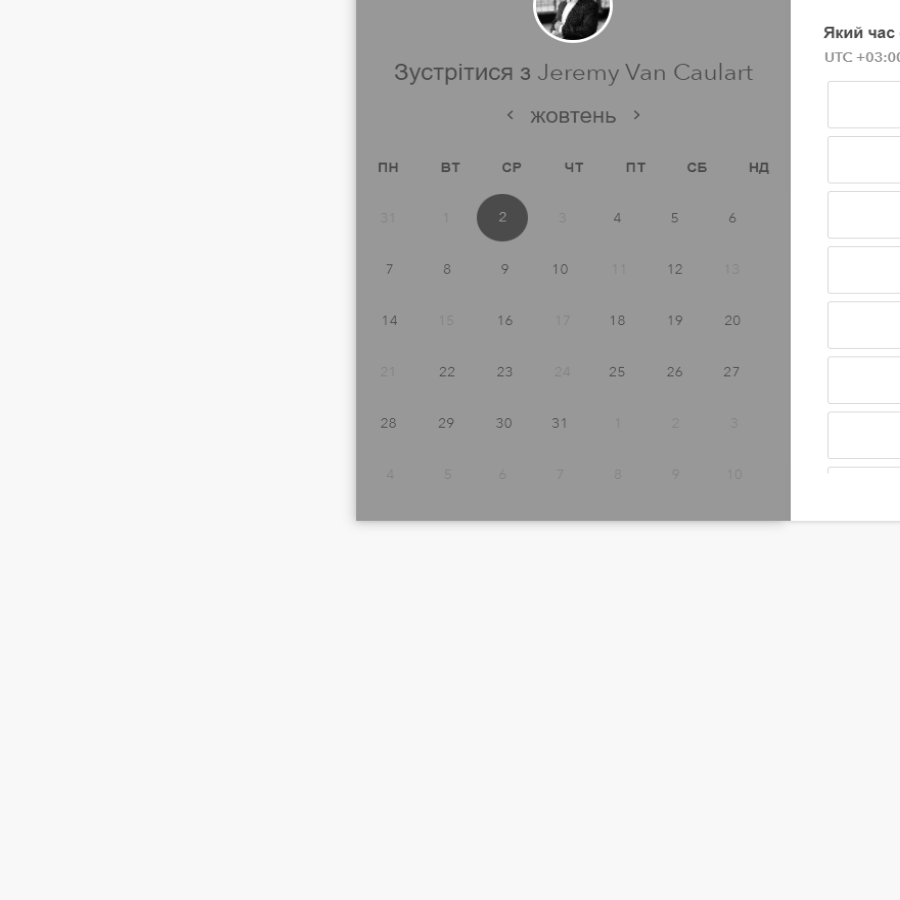 Зустрітися з Jeremy Van Caulart
‹ жовтень ›
ПН ВТ СР ЧТ ПТ СБ НД
31 1 2 3 4 5 6
7 8 9 10 11 12 13
14 15 16 17 18 19 20
21 22 23 24 25 26 27
28 29 30 31 1 2 3
4 5 6 7 8 9 10
Який час
UTC +03:00